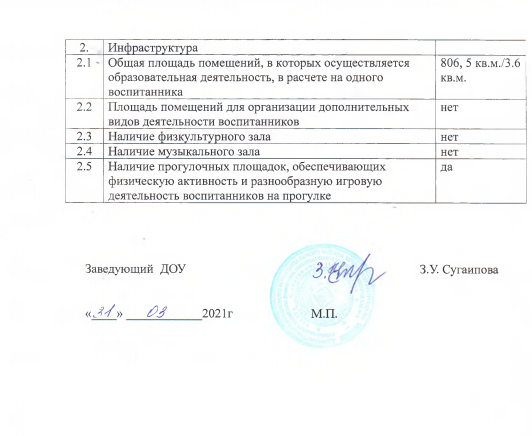 2. Инфраструктура
2.1 Общая площадь помещений, в которых осуществляется 806, 5 кв.м./3.6
образовательная деятельность, в расчете на одного кв.м.
воспитанника
2.2 Площадь помещений для организации дополнительных нет
видов деятельности воспитанников
2.3 Наличие физкультурного зала нет
2.4 Наличие музыкального зала нет
2.5 Наличие прогулочных площадок, обеспечивающих да
физическую активность и разнообразную игровую
деятельность воспитанников на прогулке
Заведующий ДОУ З.У. Сугаипова
«31» 03 2021г М.П.